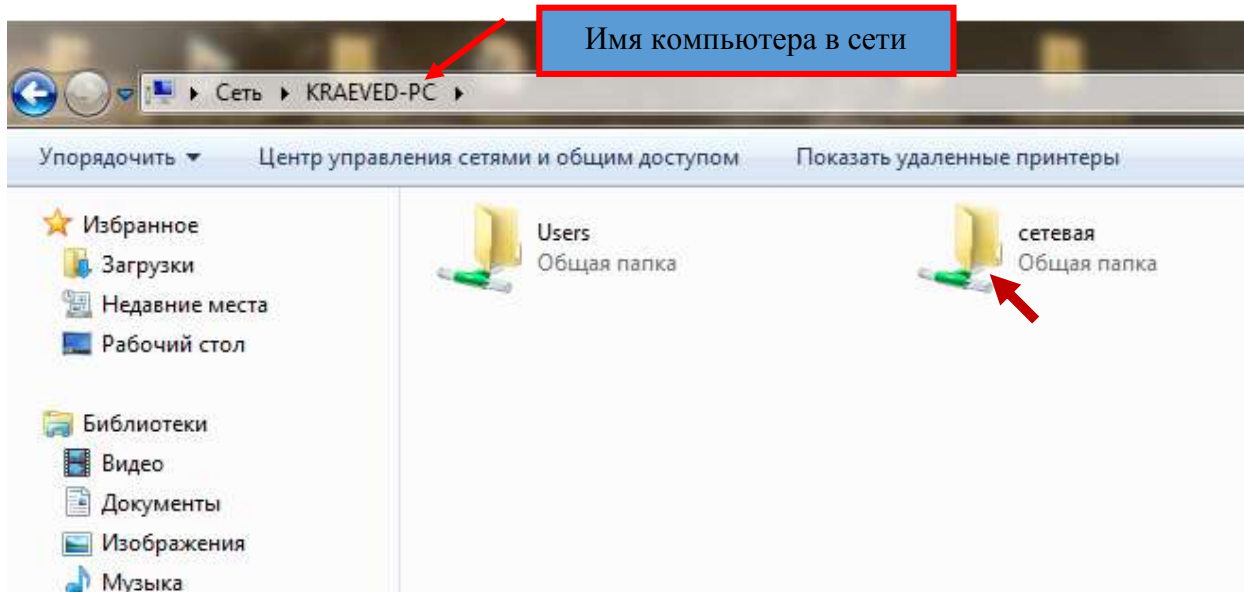 Имя компьютера в сети
Сеть KRAEVED-PC
Упорядочить Центр управления сетями и общим доступом Показать удаленные принтеры
Избранное
Загрузки
Недавние места
Рабочий стол
Библиотеки
Видео
Документы
Изображения
Музыка
Users
Общая папка
сетевая
Общая папка